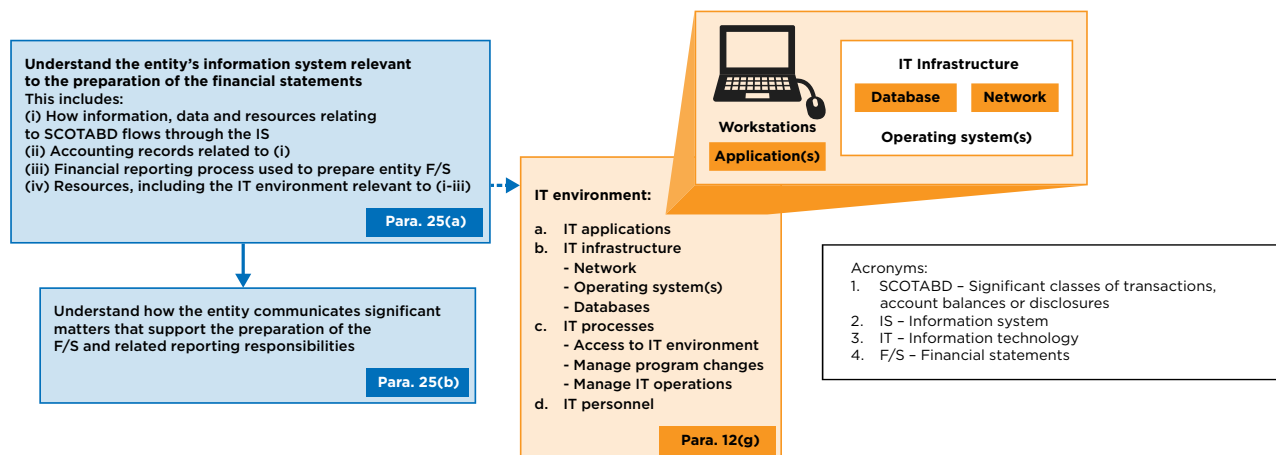 Understand the entity's information system relevant
to the preparation of the financial statements
This includes:
(i) How information, data and resources relating
to SCOTABD flows through the IS
(ii) Accounting records related to (i)
(iii) Financial reporting process used to prepare entity F/S
(iv) Resources, including the IT environment relevant to (i-iii)
Para. 25(a)
Understand how the entity communicates significant
matters that support the preparation of the
F/S and related reporting responsibilities
Para. 25(b)
IT environment:
a. IT applications
b. IT infrastructure
- Network
- Operating system(s)
- Databases
c. IT processes
- Access to IT environment
- Manage program changes
- Manage IT operations
d. IT personnel
Para. 12(g)
Workstations
Application(s)
IT Infrastructure
Database Network
Operating system(s)
Acronyms:
1. SCOTABD – Significant classes of transactions,
account balances or disclosures
2. IS – Information system
3. IT – Information technology
4. F/S – Financial statements